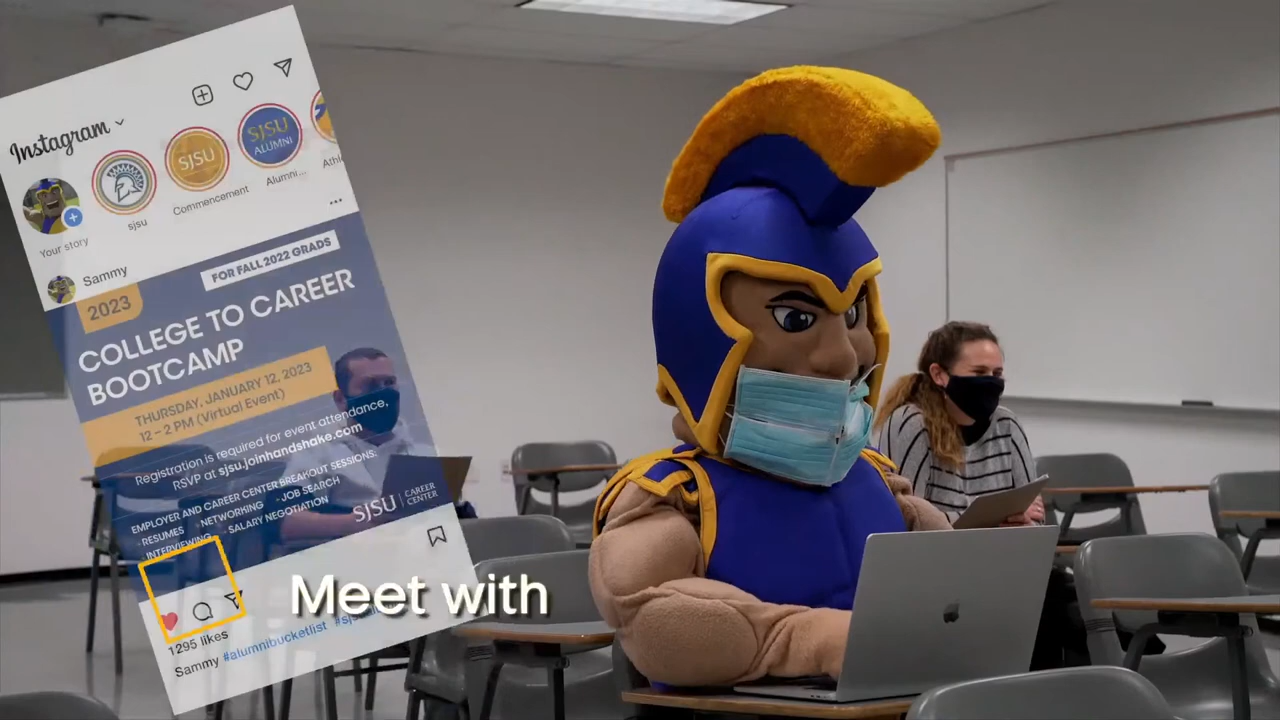 Instagram
SJSU
SJSU
ALUMNI
Your story
sjsu
Commencement
Alumni...
Athl
Sammy
FOR FALL 2022 GRADS
2023
COLLEGE TO CAREER
BOOTCAMP
THURSDAY, JANUARY 12, 2023
12 – 2 PM (Virtual Event)
Registration is required for event attendance,
RSVP at sjsu.joinhandshake.com
EMPLOYER AND CAREER CENTER BREAKOUT SESSIONS:
· RESUMES · NETWORKING · JOB SEARCH
· INTERVIEWING · SALARY NEGOTIATION
SJSU | CAREER
CENTER
Meet with
1295 likes
Sammy #alumnibucketlist